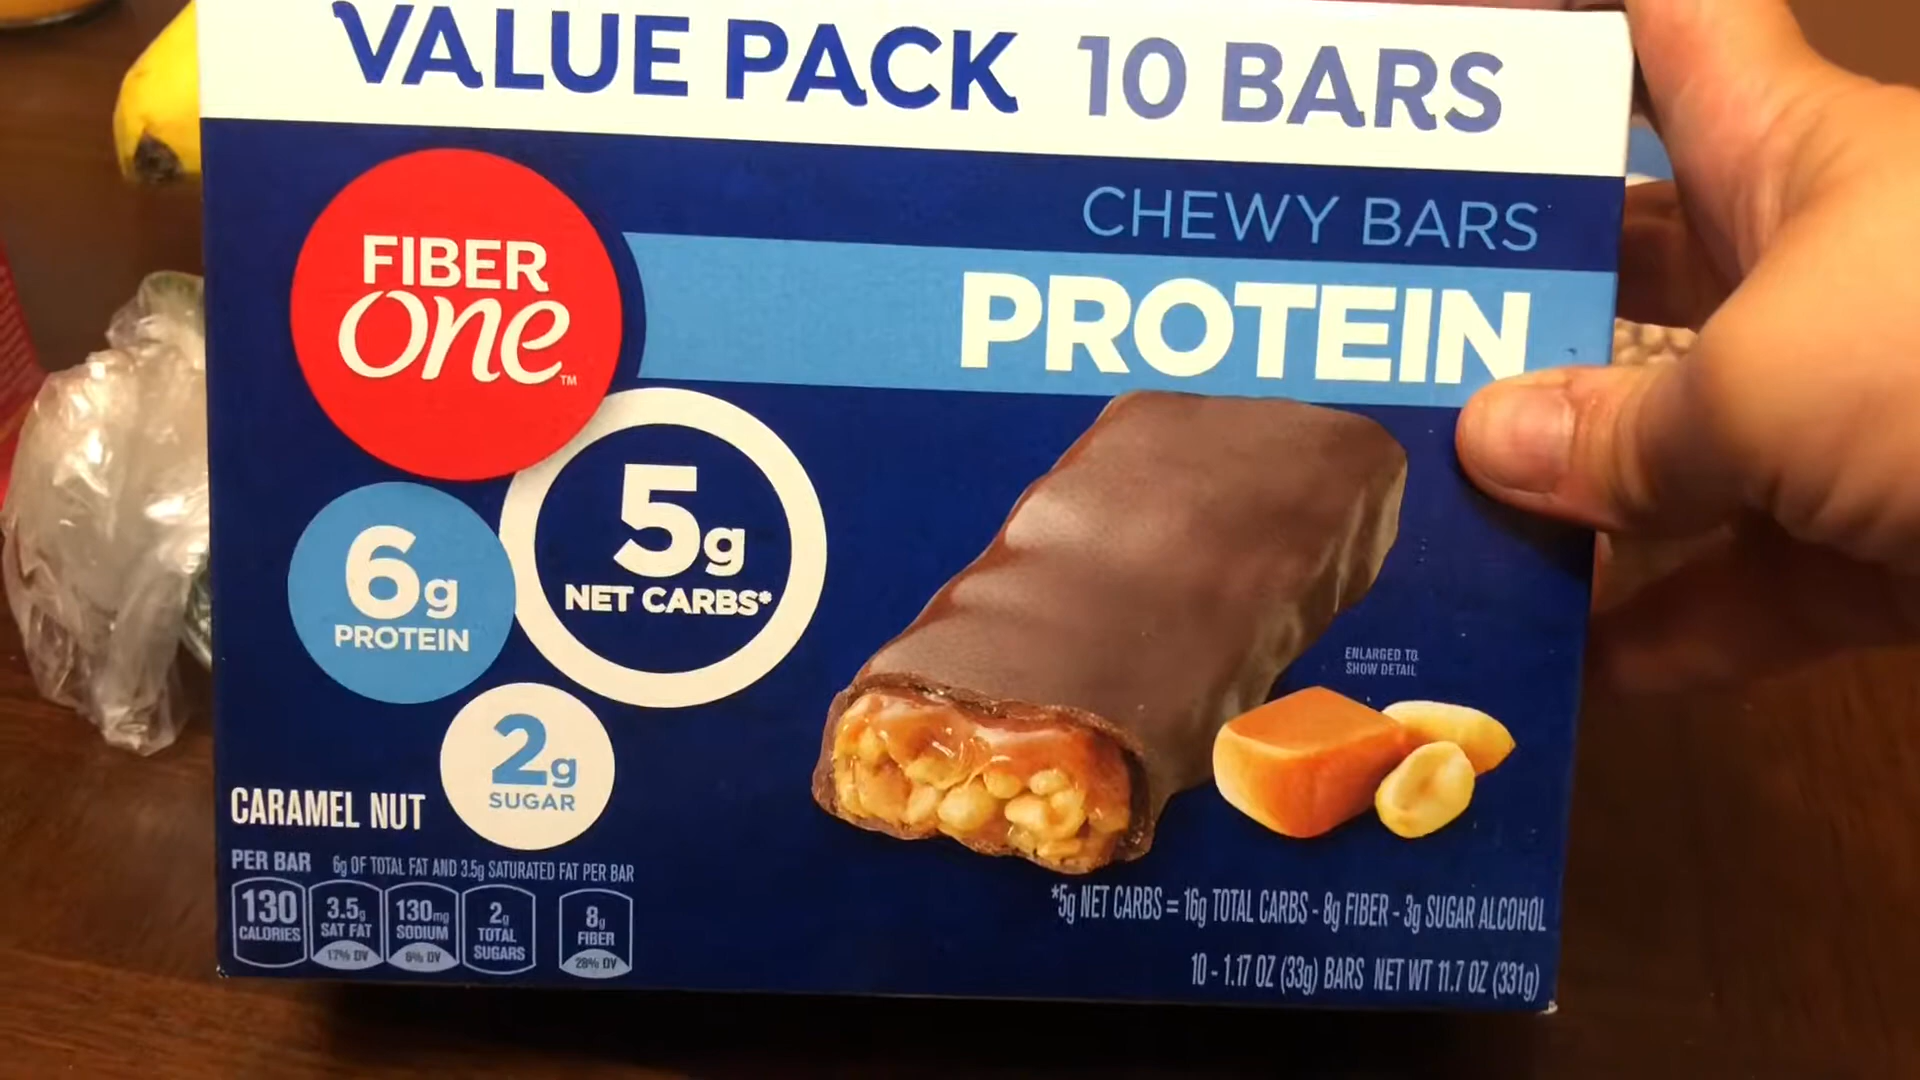 VALUE PACK 10 BARS
FIBER
One™
CHEWY BARS
PROTEIN
5g
NET CARBS*
6g
PROTEIN
2g
SUGAR
CARAMEL NUT
ENLARGED TO
SHOW DETAIL
PER BAR 6g OF TOTAL FAT AND 3.5g SATURATED FAT PER BAR
130
CALORIES
3.5g
SAT FAT
17% DV
130mg
SODIUM
6% DV
2g
TOTAL
SUGARS
8g
FIBER
28% DV
*5g NET CARBS = 16g TOTAL CARBS - 8g FIBER - 3g SUGAR ALCOHOL
10 - 1.17 OZ (33g) BARS NET WT 11.7 OZ (331g)